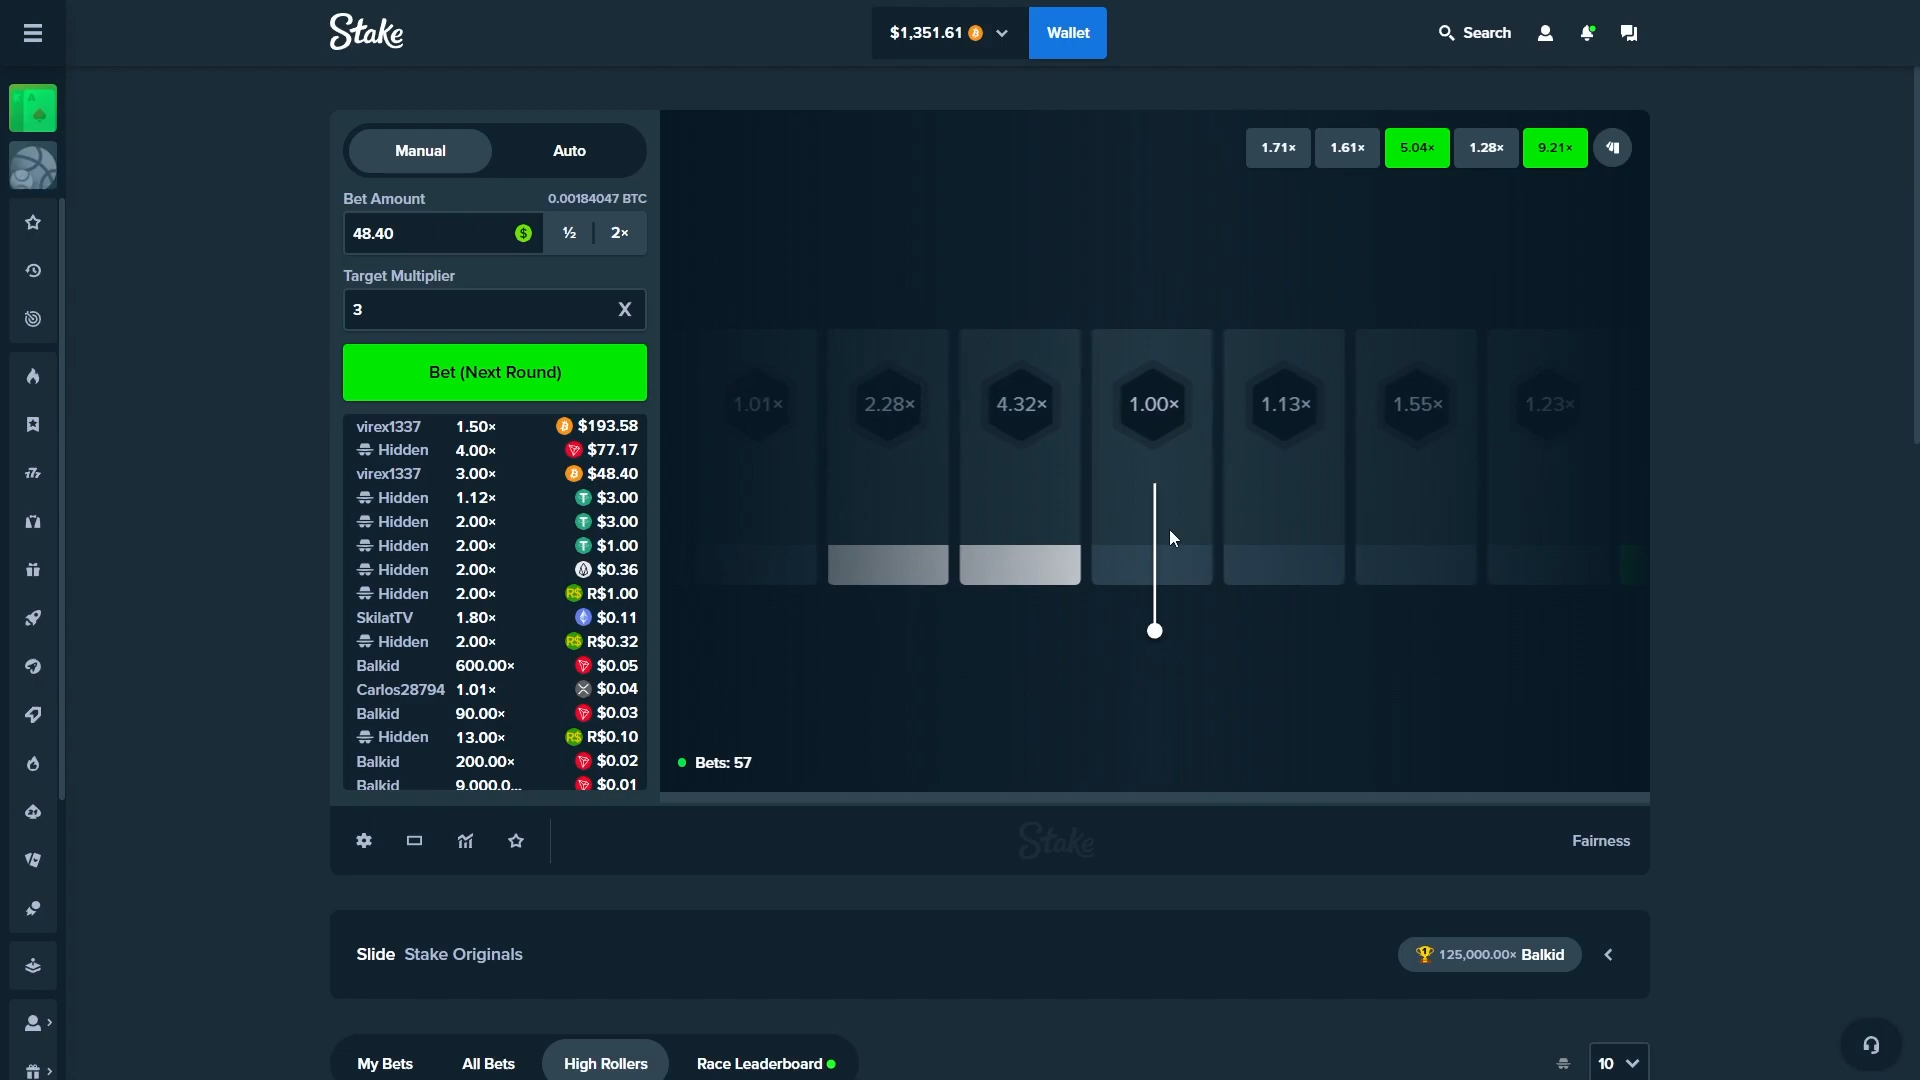 Stake
$1,351.61
Wallet
Search
Manual
Auto
1.71×
1.61×
5.04×
1.28×
9.21×
Bet Amount
0.00184047 BTC
48.40
½
2×
Target Multiplier
3
X
Bet (Next Round)
1.01×
2.28×
4.32×
1.00×
1.13×
1.55×
1.23×
virex1337 1.50× $193.58
Hidden 4.00× $77.17
virex1337 3.00× $48.40
Hidden 1.12× $3.00
Hidden 2.00× $3.00
Hidden 2.00× $1.00
Hidden 2.00× $0.36
Hidden 2.00× R$ R$1.00
SkilatTV 1.80× $0.11
Hidden 2.00× R$ R$0.32
Balkid 600.00× $0.05
Carlos28794 1.01× $0.04
Balkid 90.00× $0.03
Hidden 13.00× R$ R$0.10
Balkid 200.00× $0.02
Balkid 9,000.0... $0.01
Bets: 57
Stake
Fairness
Slide Stake Originals
125,000.00× Balkid
My Bets
All Bets
High Rollers
Race Leaderboard
10